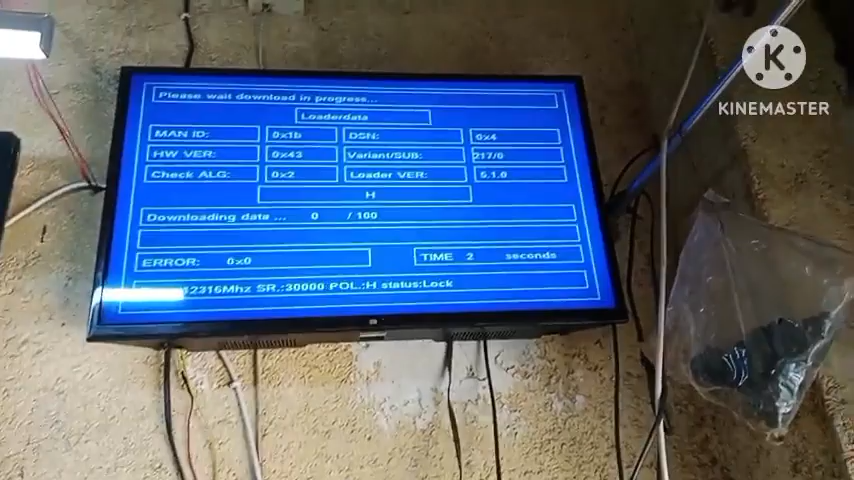 K
KINEMASTER
Please wait download in progress...
Loaderdata
MAN ID: 0x1b DSN: 0x4
HW VER: 0x43 Variant/SUB: 217/0
Check ALG: 0x2 Loader VER: 5.1.0
H
Downloading data ... 0 / 100
ERROR: 0x0 TIME 2 seconds
12316Mhz SR.:30000 POL.:H status:Lock